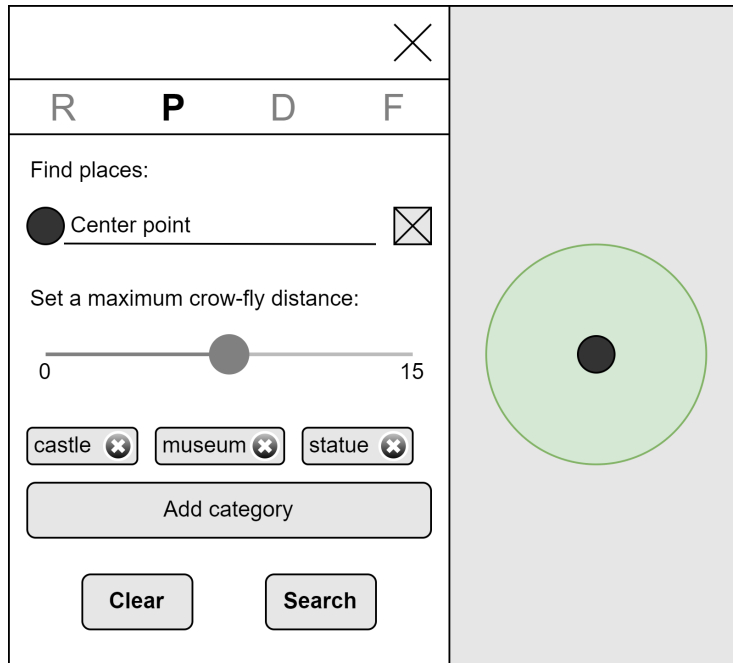 R P D F
Find places:
Center point
Set a maximum crow-fly distance:
0 15
castle museum statue
Add category
Clear Search